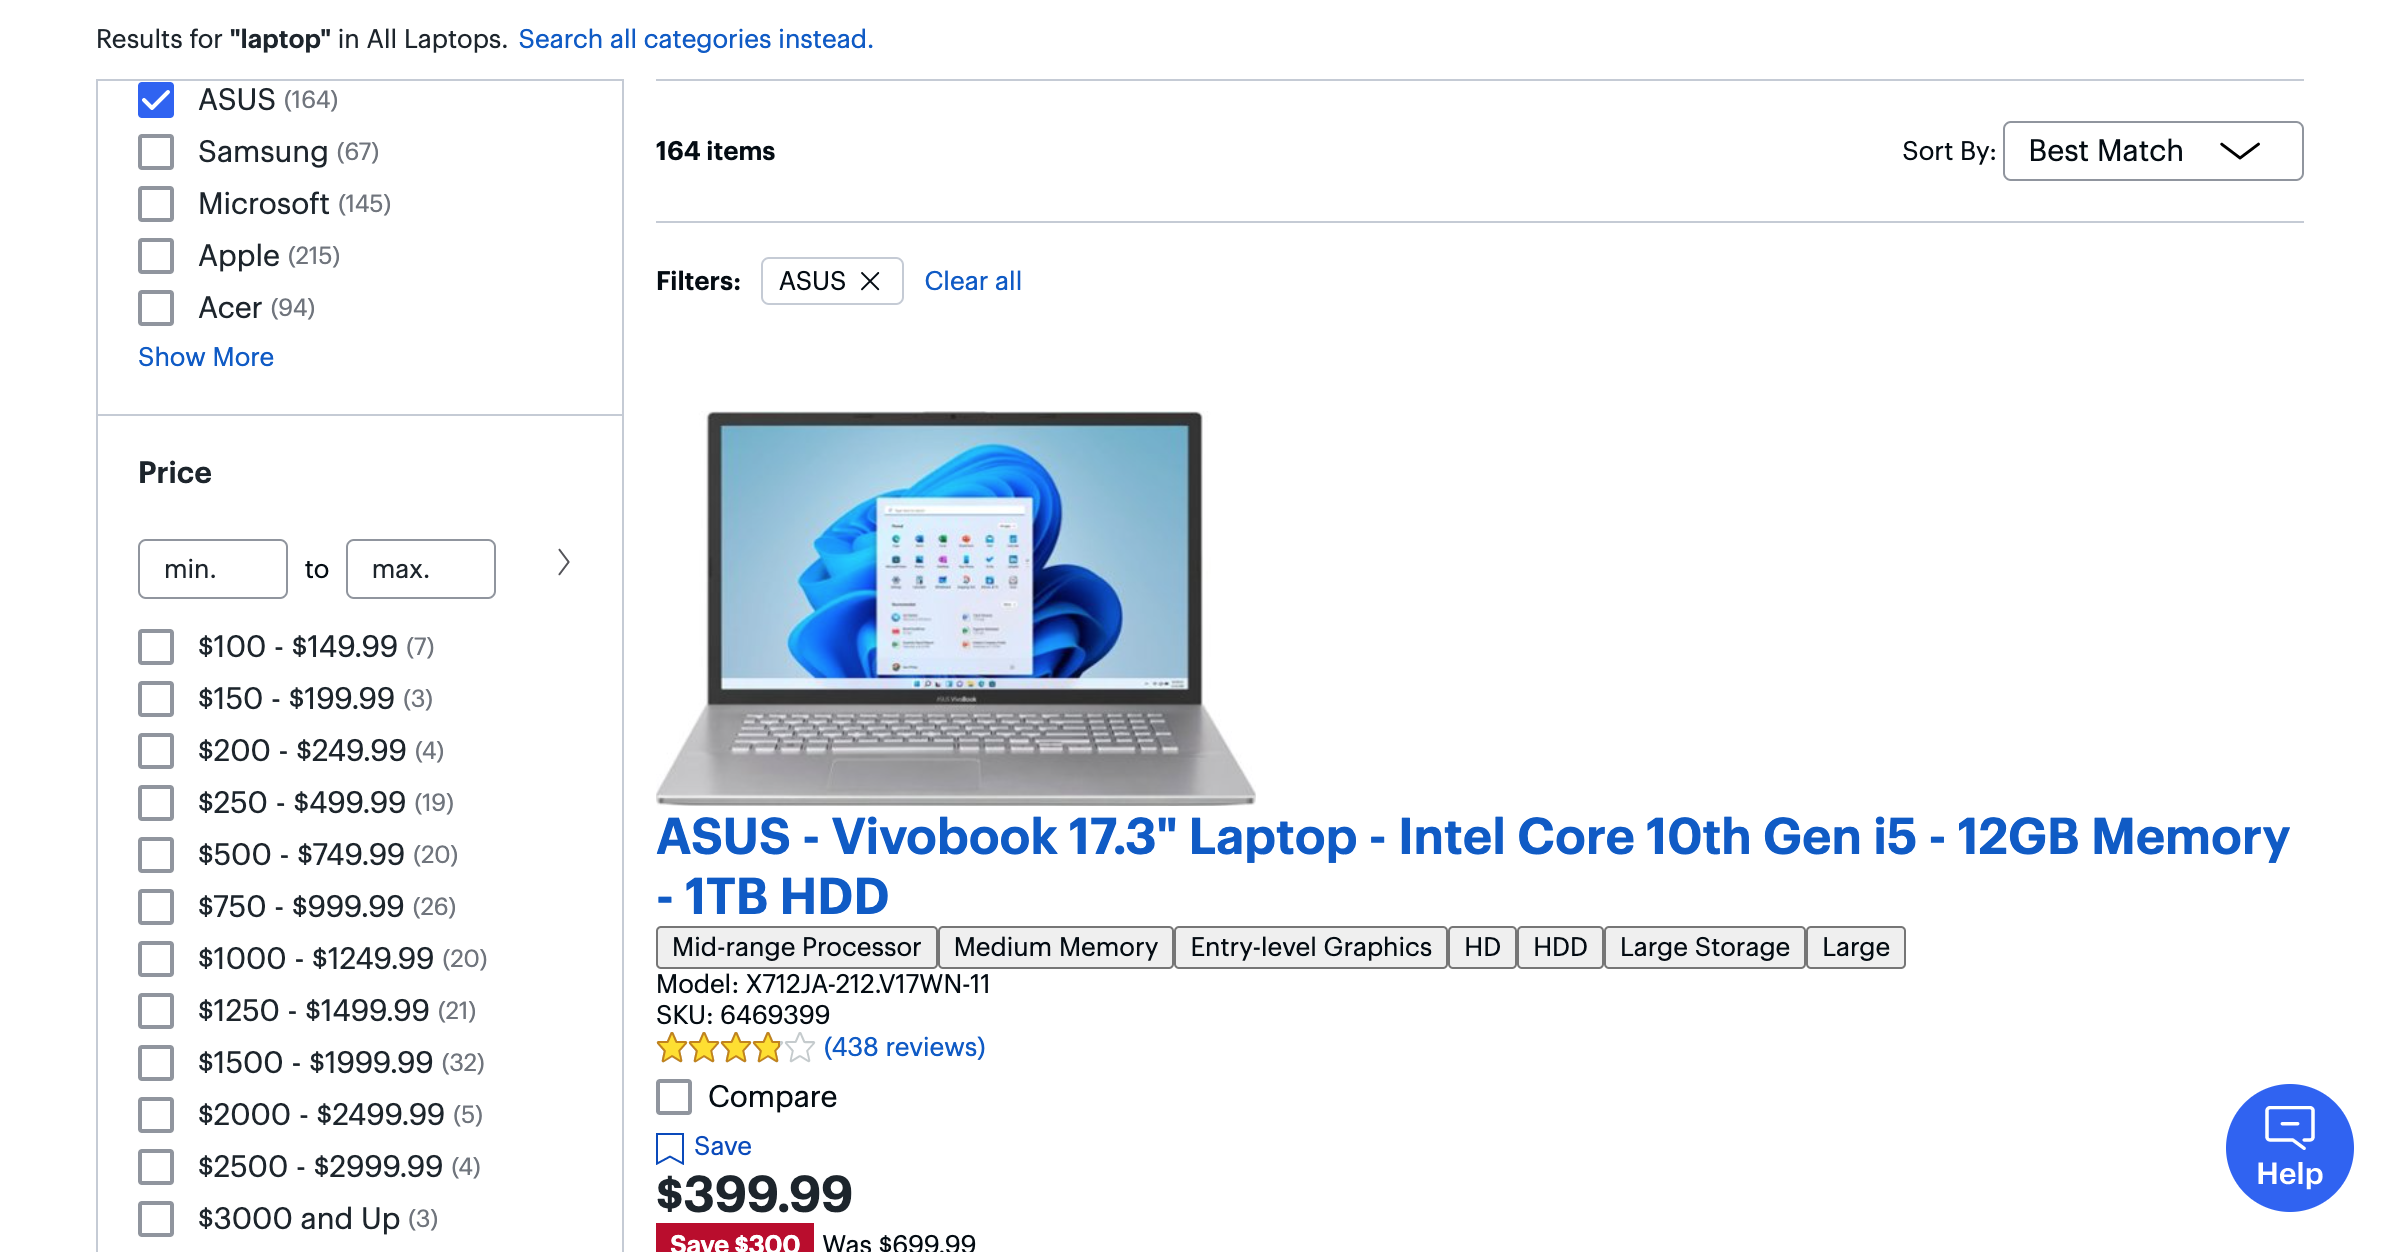 Results for "laptop" in All Laptops. Search all categories instead.
ASUS (164)
Samsung (67)
Microsoft (145)
Apple (215)
Acer (94)
Show More
Price
min. to max.
$100 - $149.99 (7)
$150 - $199.99 (3)
$200 - $249.99 (4)
$250 - $499.99 (19)
$500 - $749.99 (20)
$750 - $999.99 (26)
$1000 - $1249.99 (20)
$1250 - $1499.99 (21)
$1500 - $1999.99 (32)
$2000 - $2499.99 (5)
$2500 - $2999.99 (4)
$3000 and Up (3)
164 items
Sort By: Best Match
Filters: ASUS Clear all
ASUS VivoBook
ASUS - Vivobook 17.3" Laptop - Intel Core 10th Gen i5 - 12GB Memory
- 1TB HDD
Mid-range Processor Medium Memory Entry-level Graphics HD HDD Large Storage Large
Model: X712JA-212.V17WN-11
SKU: 6469399
(438 reviews)
Compare
Save
$399.99
Save $300 Was $699.99
Help